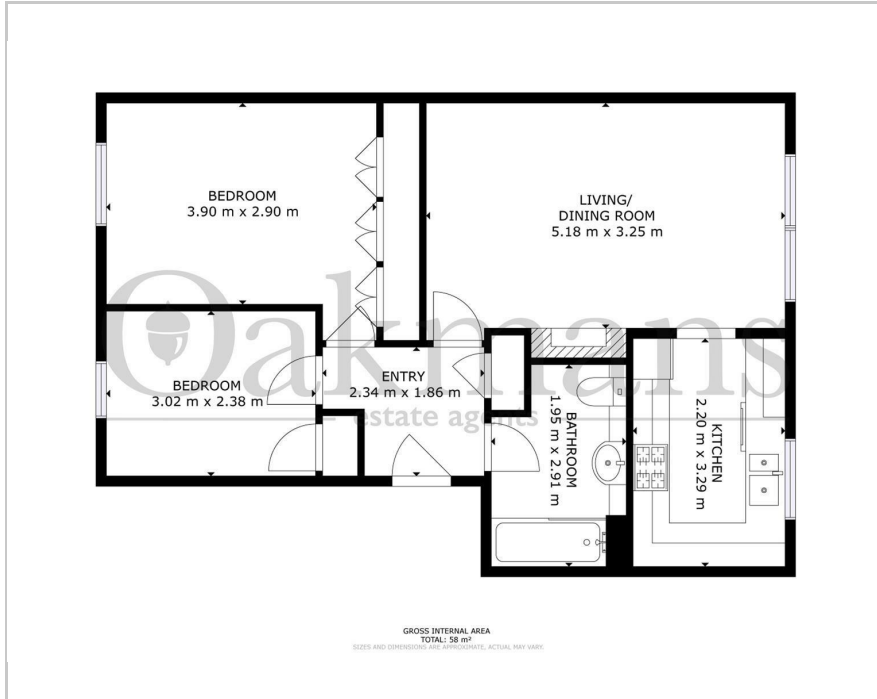 BEDROOM
3.90 m x 2.90 m
LIVING/
DINING ROOM
5.18 m x 3.25 m
Oakmans
estate agents
BEDROOM
3.02 m x 2.38 m
ENTRY
2.34 m x 1.86 m
BATHROOM
1.95 m x 2.91 m
KITCHEN
2.20 m x 3.29 m
GROSS INTERNAL AREA
TOTAL: 58 m²
SIZES AND DIMENSIONS ARE APPROXIMATE, ACTUAL MAY VARY.